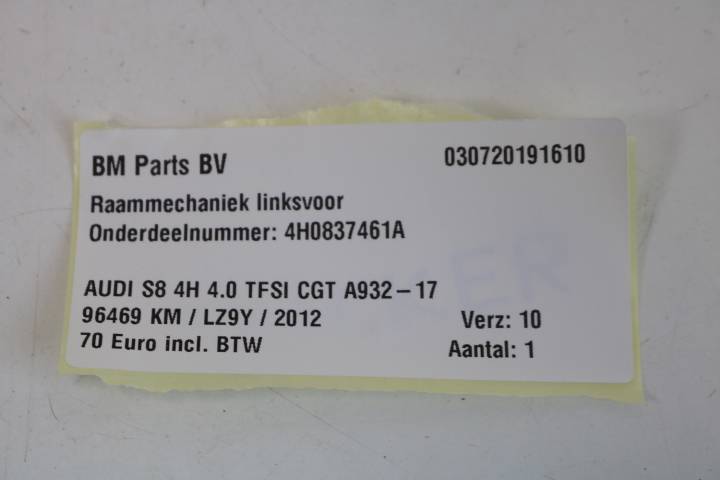 BM Parts BV 030720191610
Raammechaniek linksvoor
Onderdeelnummer: 4H0837461A
AUDI S8 4H 4.0 TFSI CGT A932-17
96469 KM / LZ9Y / 2012 Verz: 10
70 Euro incl. BTW Aantal: 1